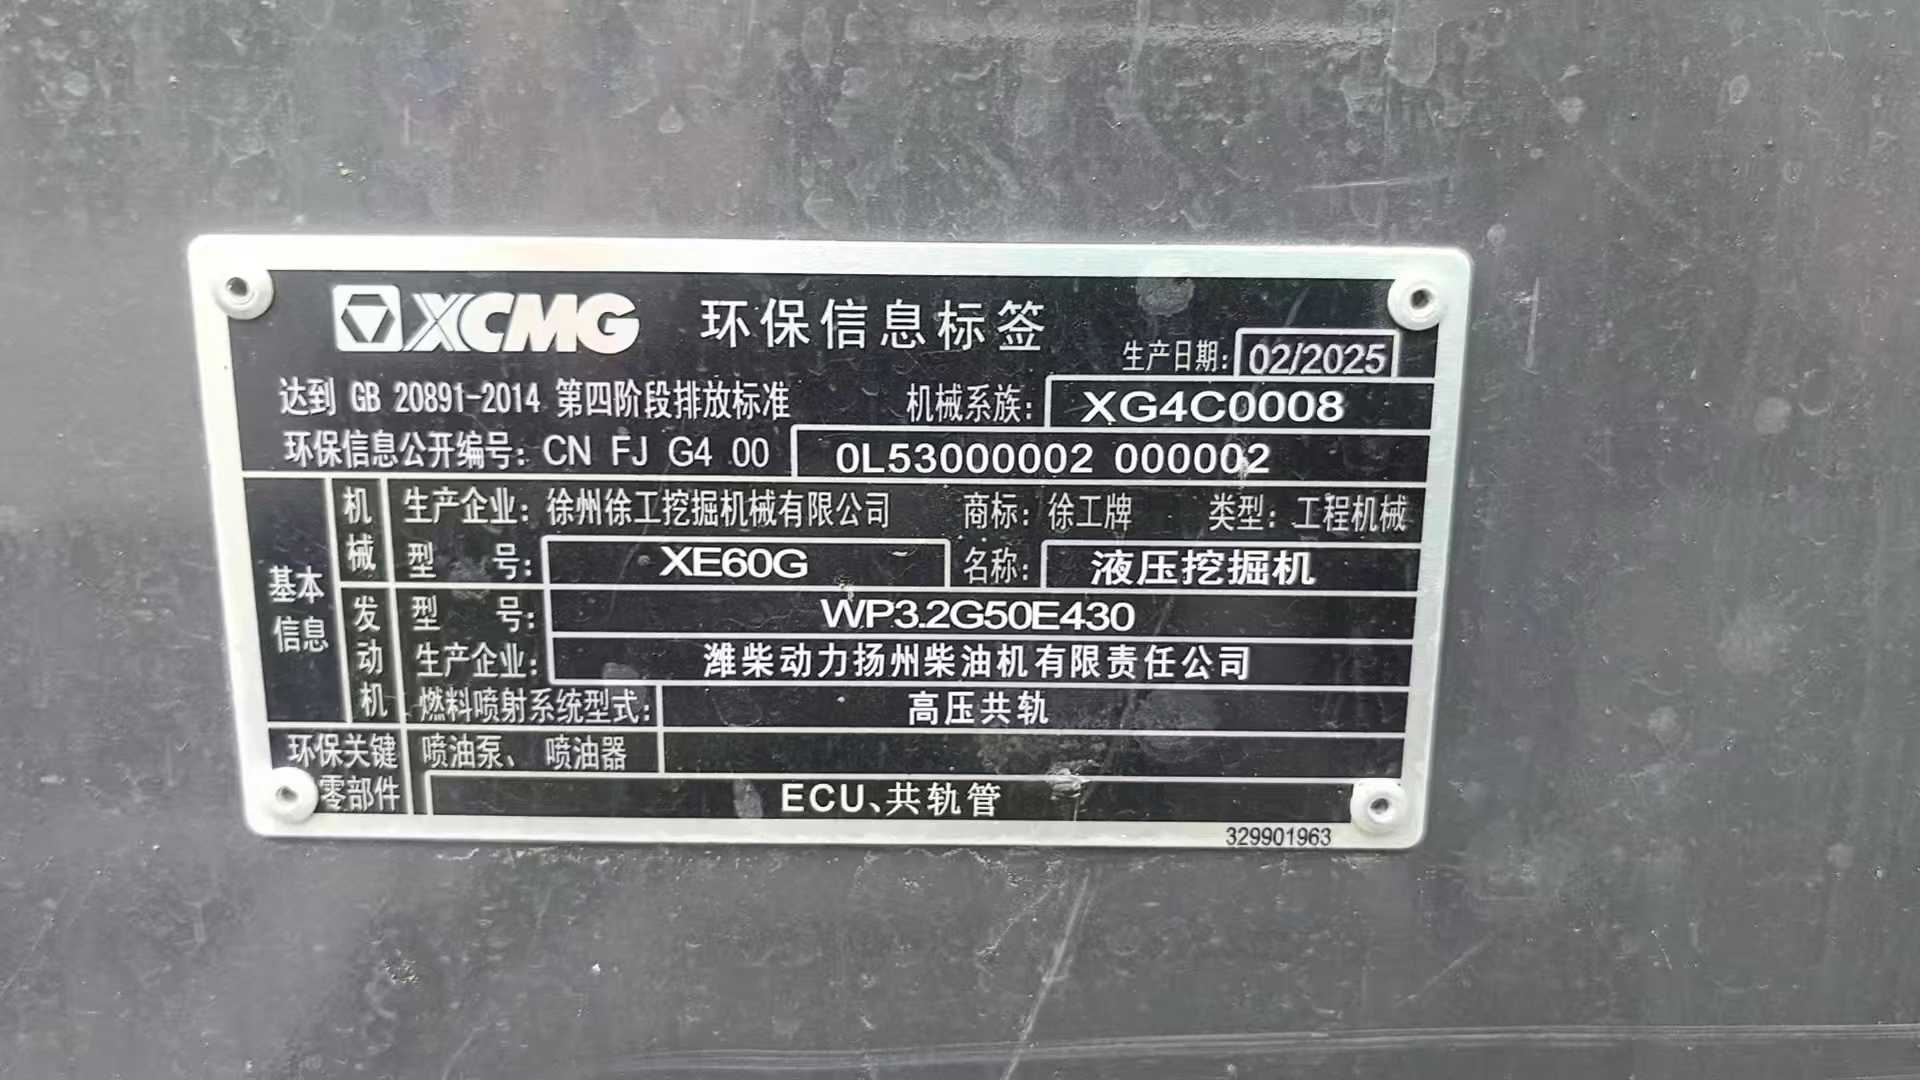 XCMG 环保信息标签
生产日期: 02/2025
达到 GB 20891-2014 第四阶段排放标准 机械系族: XG4C0008
环保信息公开编号: CN FJ G4 00 0L53000002 000002
基本信息
机械
生产企业: 徐州徐工挖掘机械有限公司 商标: 徐工牌 类型: 工程机械
型 号: XE60G 名称: 液压挖掘机
发动机
型 号: WP3.2G50E430
生产企业: 潍柴动力扬州柴油机有限责任公司
燃料喷射系统型式: 高压共轨
环保关键零部件
喷油泵、喷油器
ECU、共轨管
329901963